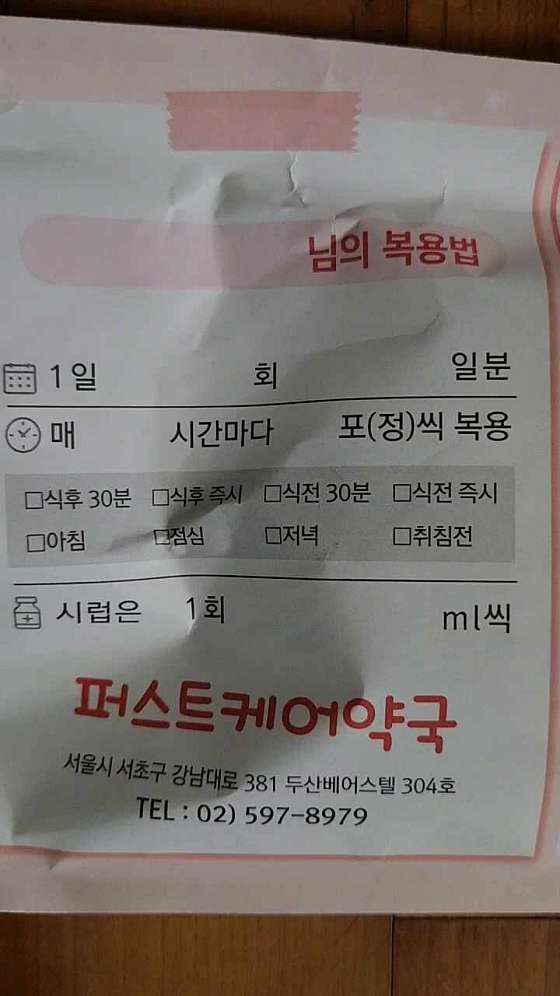 님의 복용법
1일 회 일분
매 시간마다 포(정)씩 복용
□식후 30분 □식후 즉시 □식전 30분 □식전 즉시
□아침 □점심 □저녁 □취침전
시럽은 1회 ml씩
퍼스트케어약국
서울시 서초구 강남대로 381 두산베어스텔 304호
TEL : 02) 597-8979